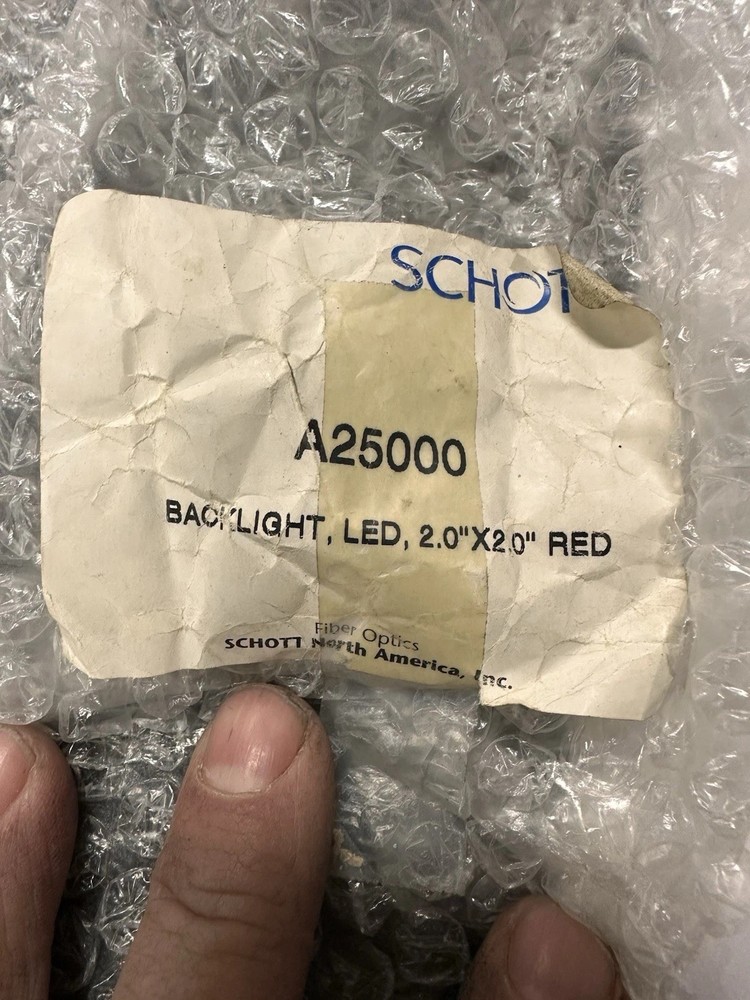 SCHOT
A25000
BACKLIGHT, LED, 2.0"X2.0" RED
Fiber Optics
SCHOTT North America, Inc.